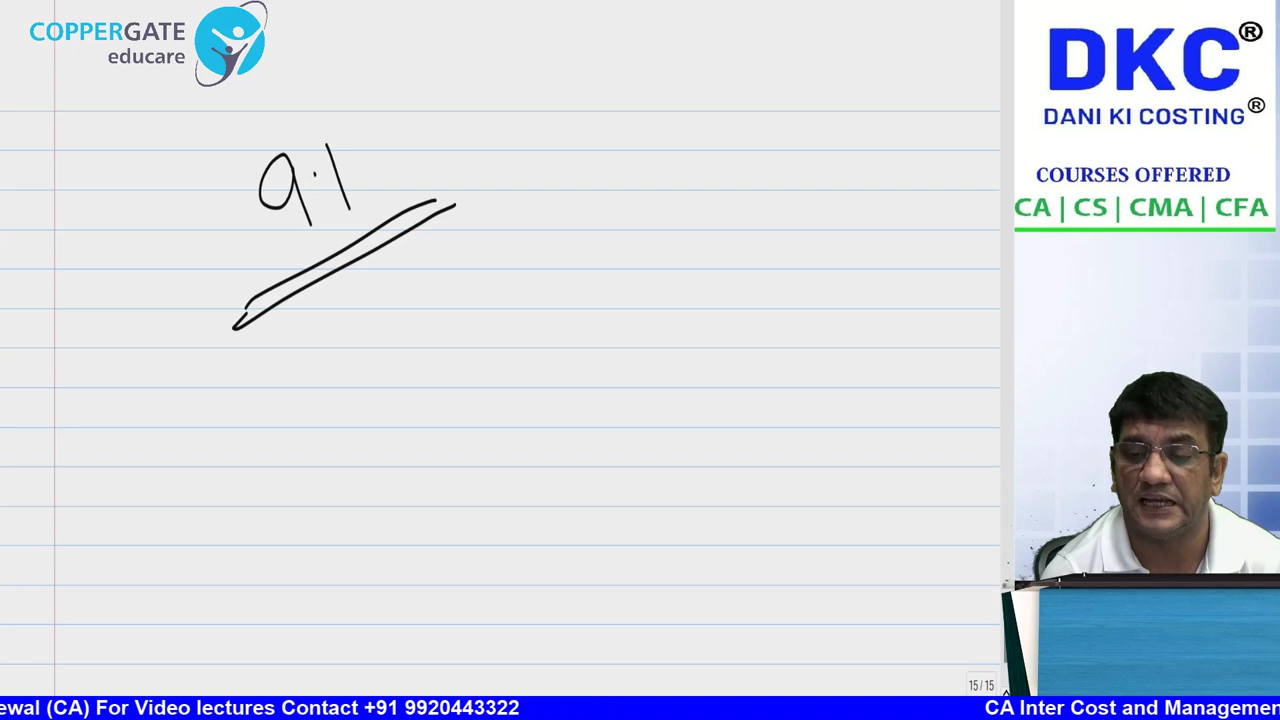 COPPERGATE
educare
9.1
DKC®
DANI KI COSTING®
COURSES OFFERED
CA | CS | CMA | CFA
15/15
ewal (CA) For Video lectures Contact +91 9920443322
CA Inter Cost and Managemen